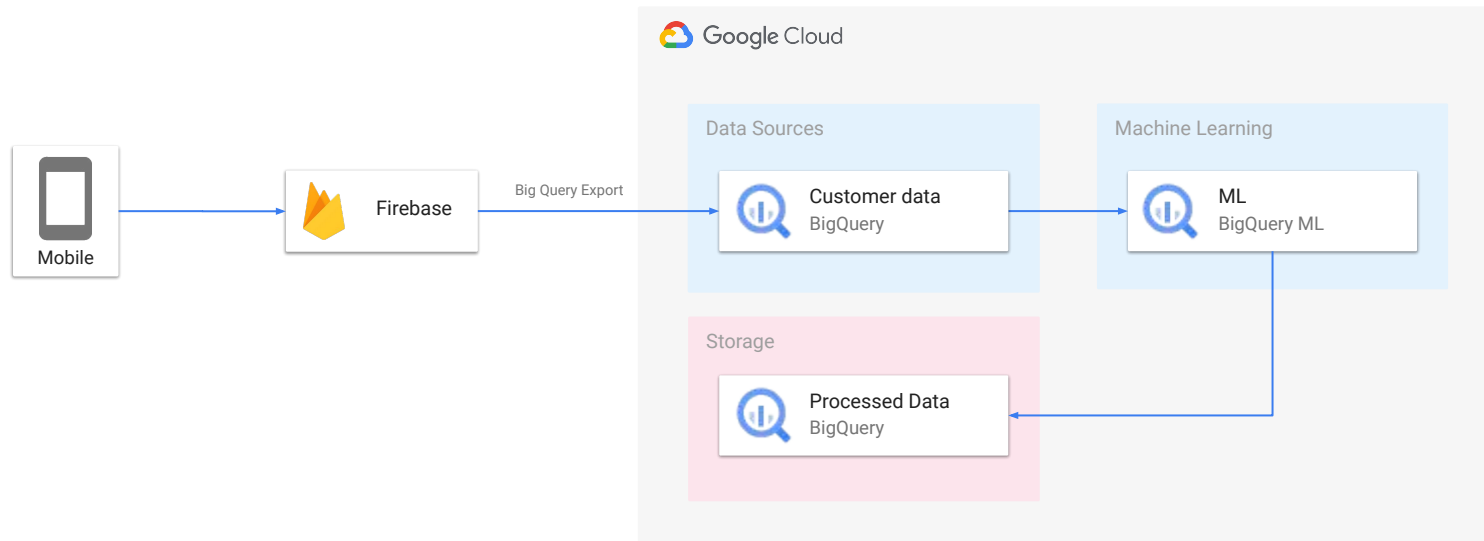 Google Cloud
Mobile
Firebase
Big Query Export
Data Sources
Customer data
BigQuery
Machine Learning
ML
BigQuery ML
Storage
Processed Data
BigQuery